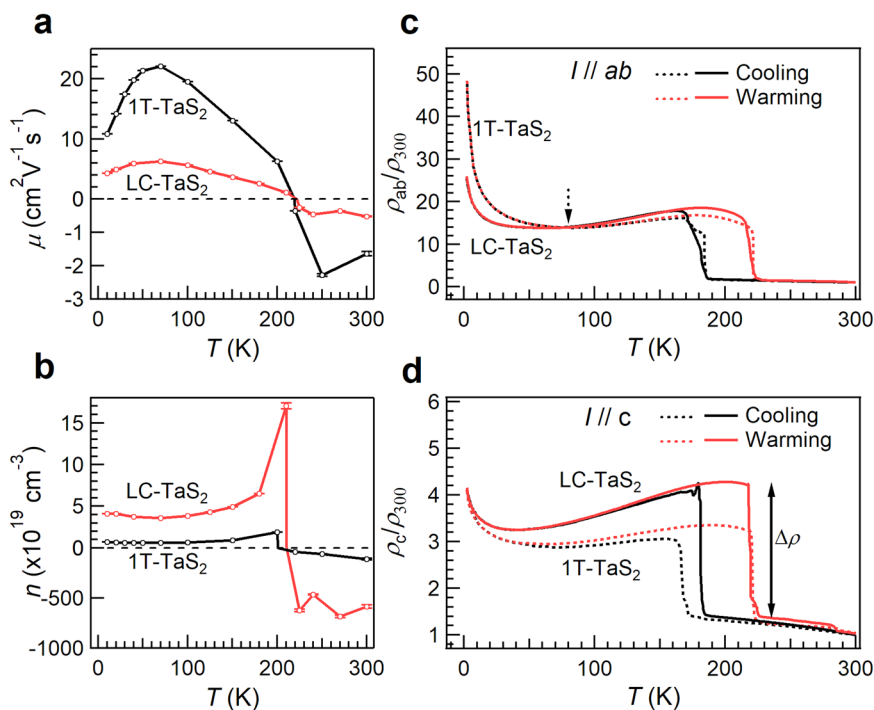 a
μ (cm²V⁻¹s⁻¹)
20
10
0
-1
-2
-3
1T-TaS₂
LC-TaS₂
0 100 200 300
T (K)
b
n (x10¹⁹ cm⁻³)
15
10
5
0
-500
-1000
LC-TaS₂
1T-TaS₂
0 100 200 300
T (K)
c
ρab/ρ300
50
40
30
20
10
0
I // ab
Cooling
Warming
1T-TaS₂
LC-TaS₂
0 100 200 300
T (K)
d
ρc/ρ300
6
5
4
3
2
1
I // c
Cooling
Warming
LC-TaS₂
1T-TaS₂
Δρ
0 100 200 300
T (K)